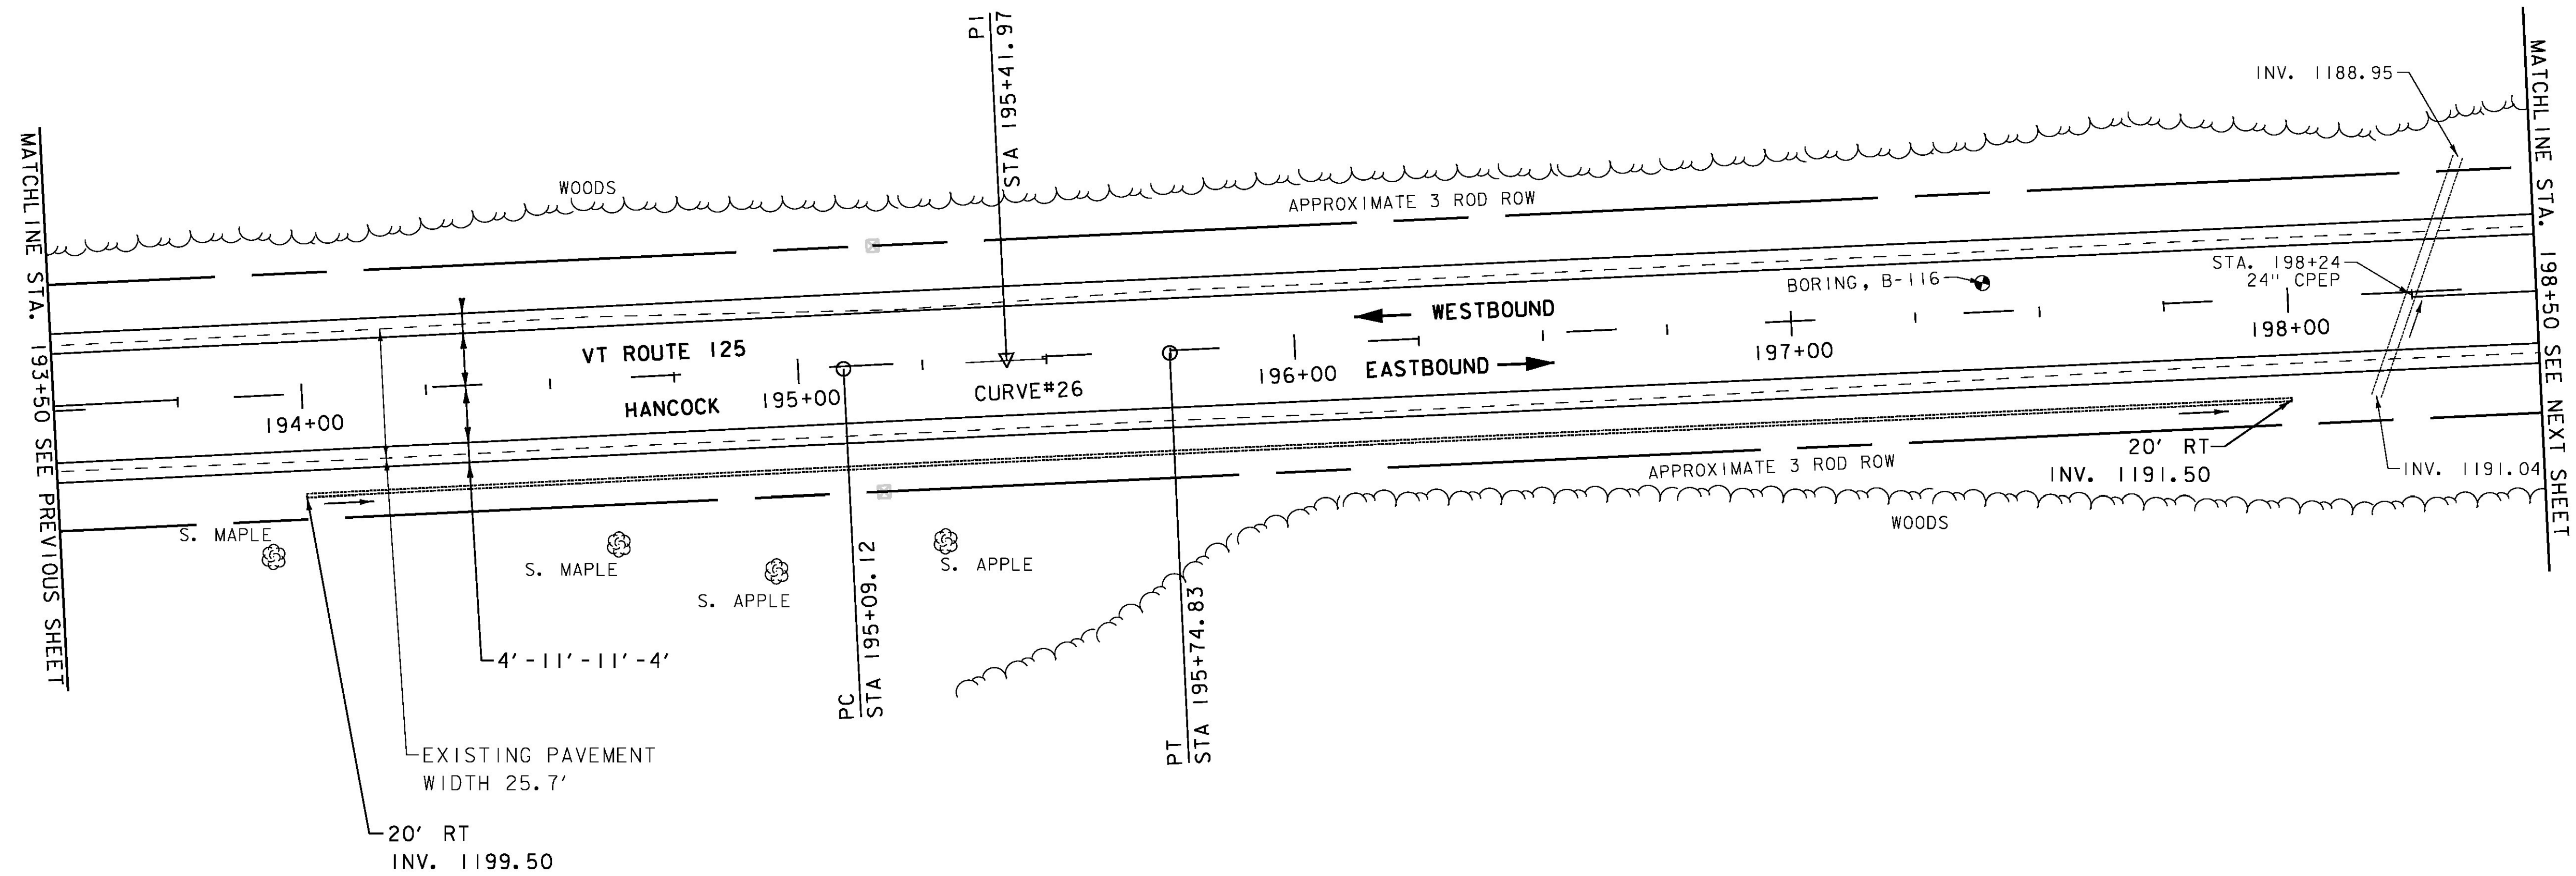 PI
STA 195+41.97
MATCHLINE STA. 193+50 SEE PREVIOUS SHEET
MATCHLINE STA. 198+50 SEE NEXT SHEET
INV. 1188.95
WOODS
APPROXIMATE 3 ROD ROW
STA. 198+24
24" CPEP
BORING, B-116
WESTBOUND
VT ROUTE 125
198+00
197+00
196+00
EASTBOUND
CURVE#26
195+00
HANCOCK
194+00
20' RT
INV. 1191.50
INV. 1191.04
APPROXIMATE 3 ROD ROW
WOODS
S. MAPLE
S. MAPLE
S. APPLE
S. APPLE
PC
STA 195+09.12
PT
STA 195+74.83
4'-11'-11'-4'
EXISTING PAVEMENT
WIDTH 25.7'
20' RT
INV. 1199.50